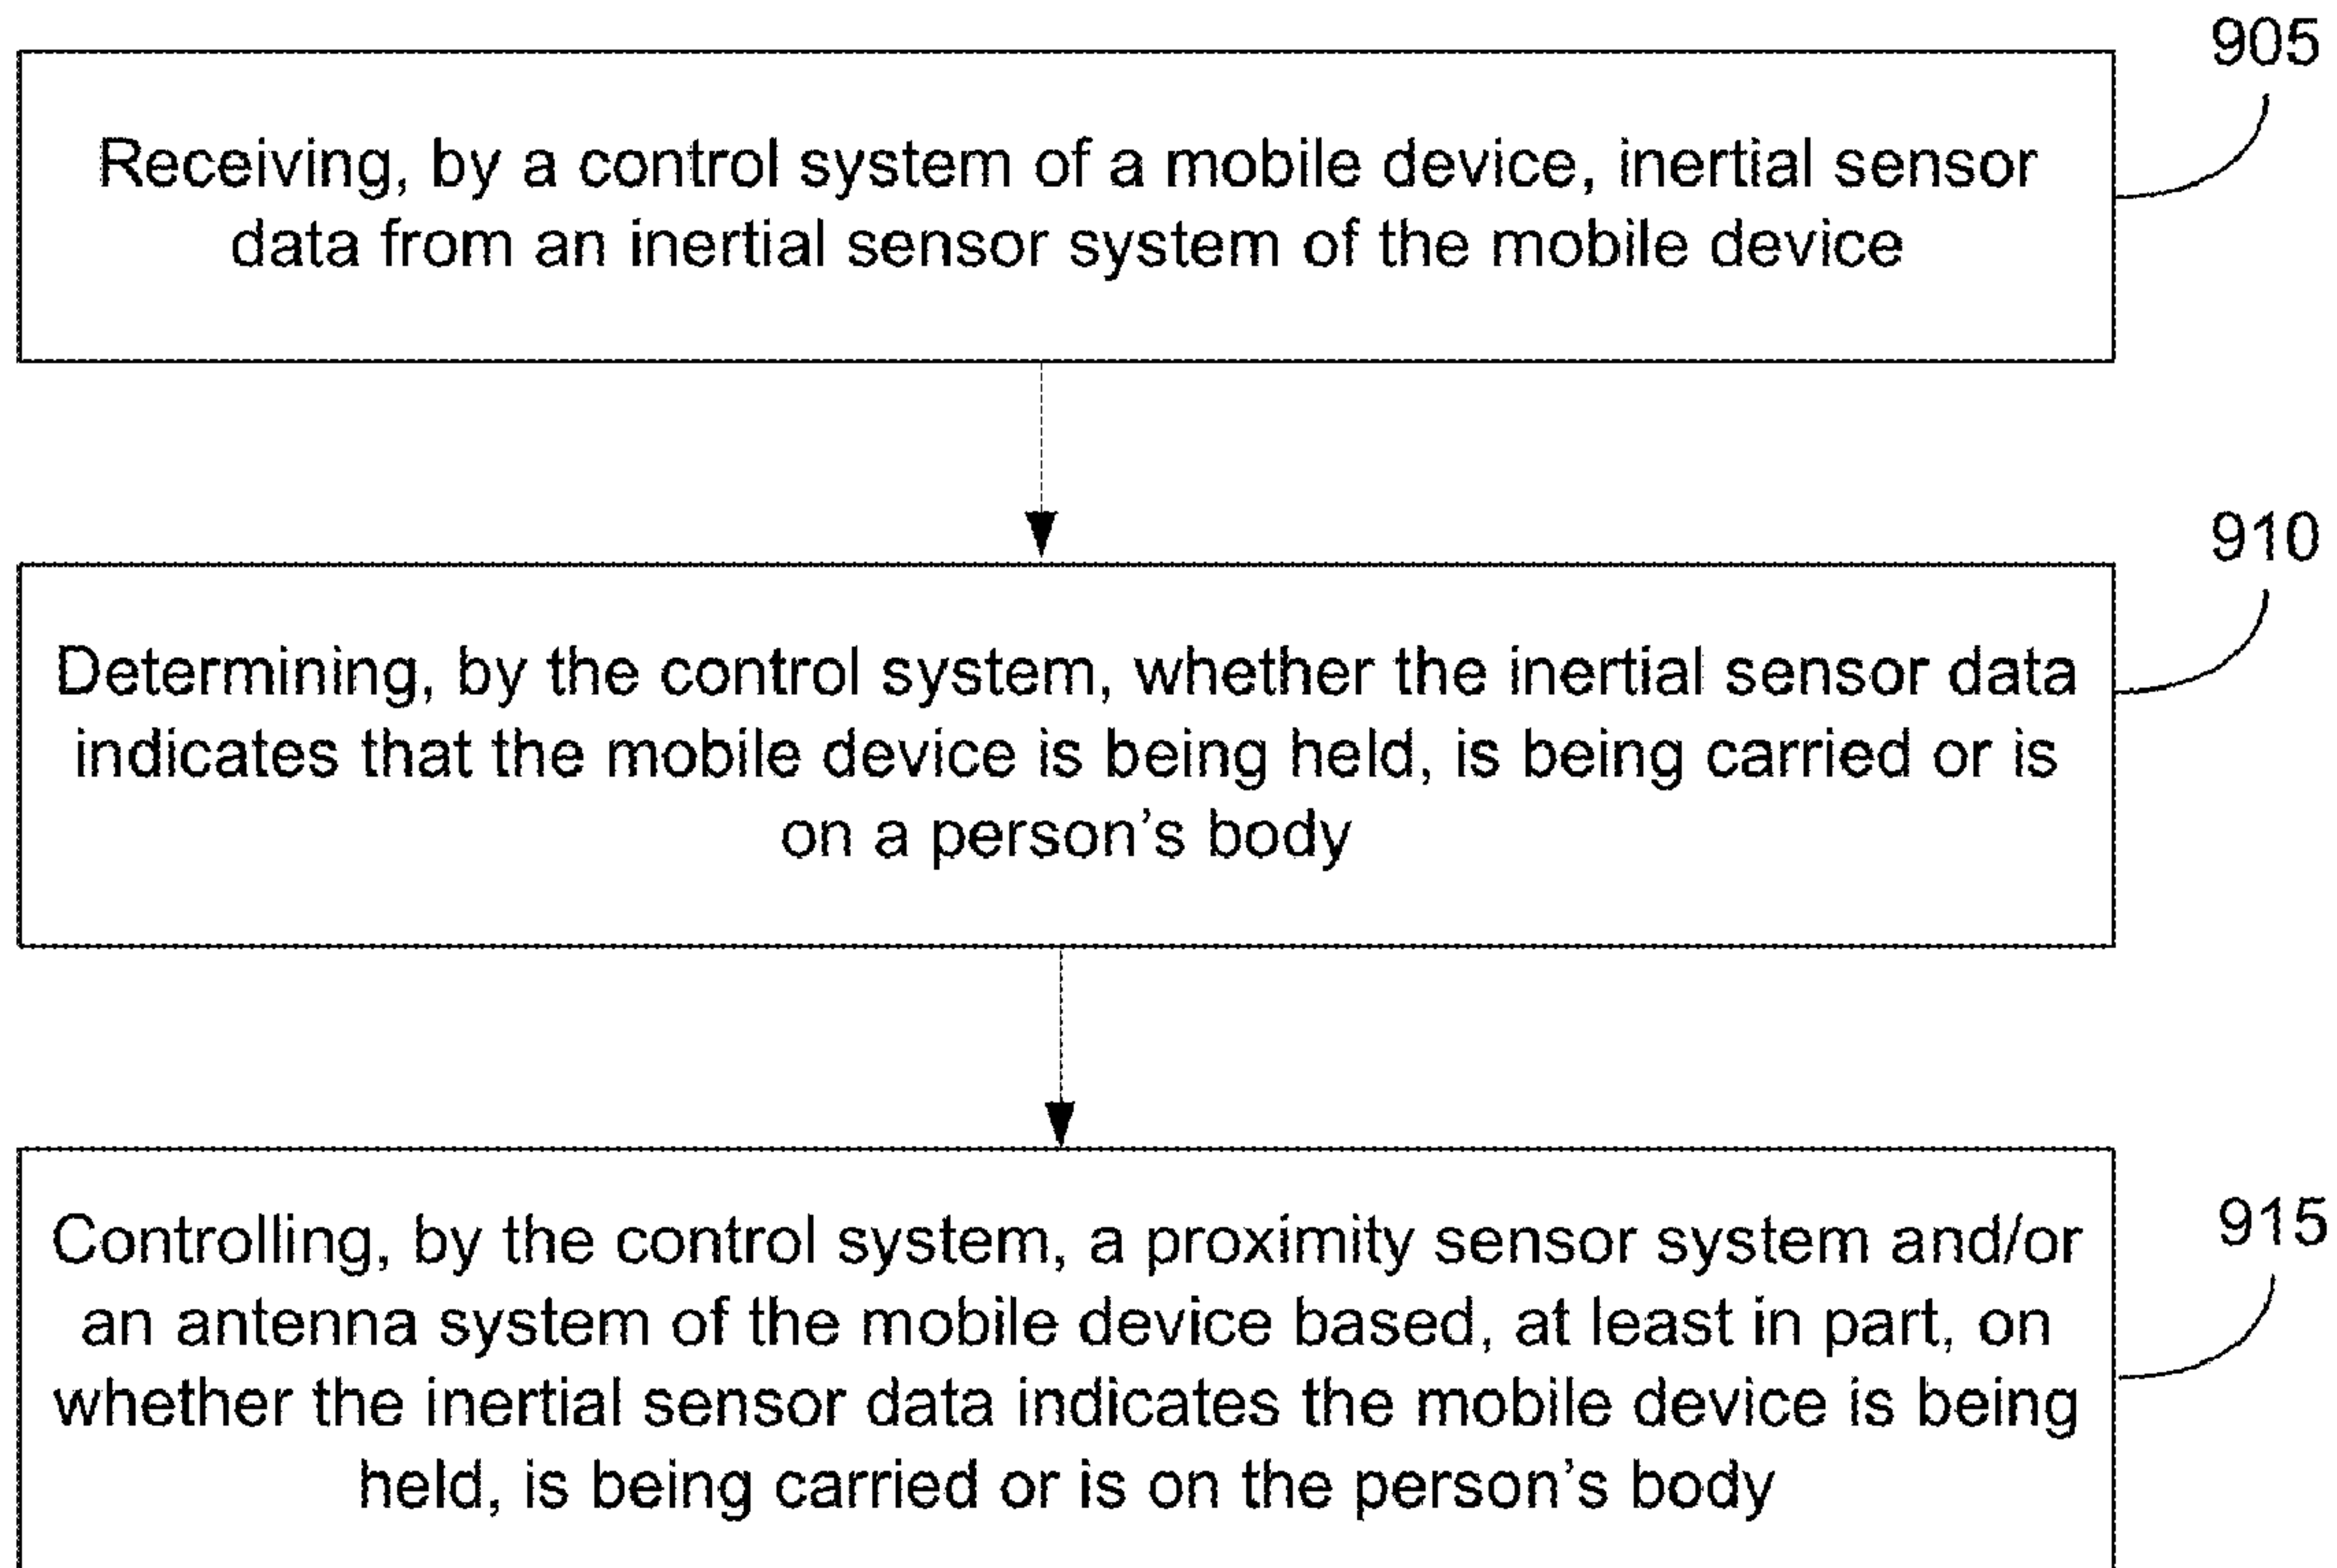 905
Receiving, by a control system of a mobile device, inertial sensor
data from an inertial sensor system of the mobile device
910
Determining, by the control system, whether the inertial sensor data
indicates that the mobile device is being held, is being carried or is
on a person’s body
915
Controlling, by the control system, a proximity sensor system and/or
an antenna system of the mobile device based, at least in part, on
whether the inertial sensor data indicates the mobile device is being
held, is being carried or is on the person’s body